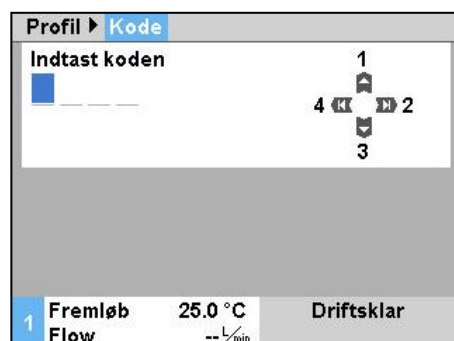 Profil Kode
Indtast koden
1
4 2
3
1 Fremløb 25.0 °C Driftsklar
Flow -- L/min